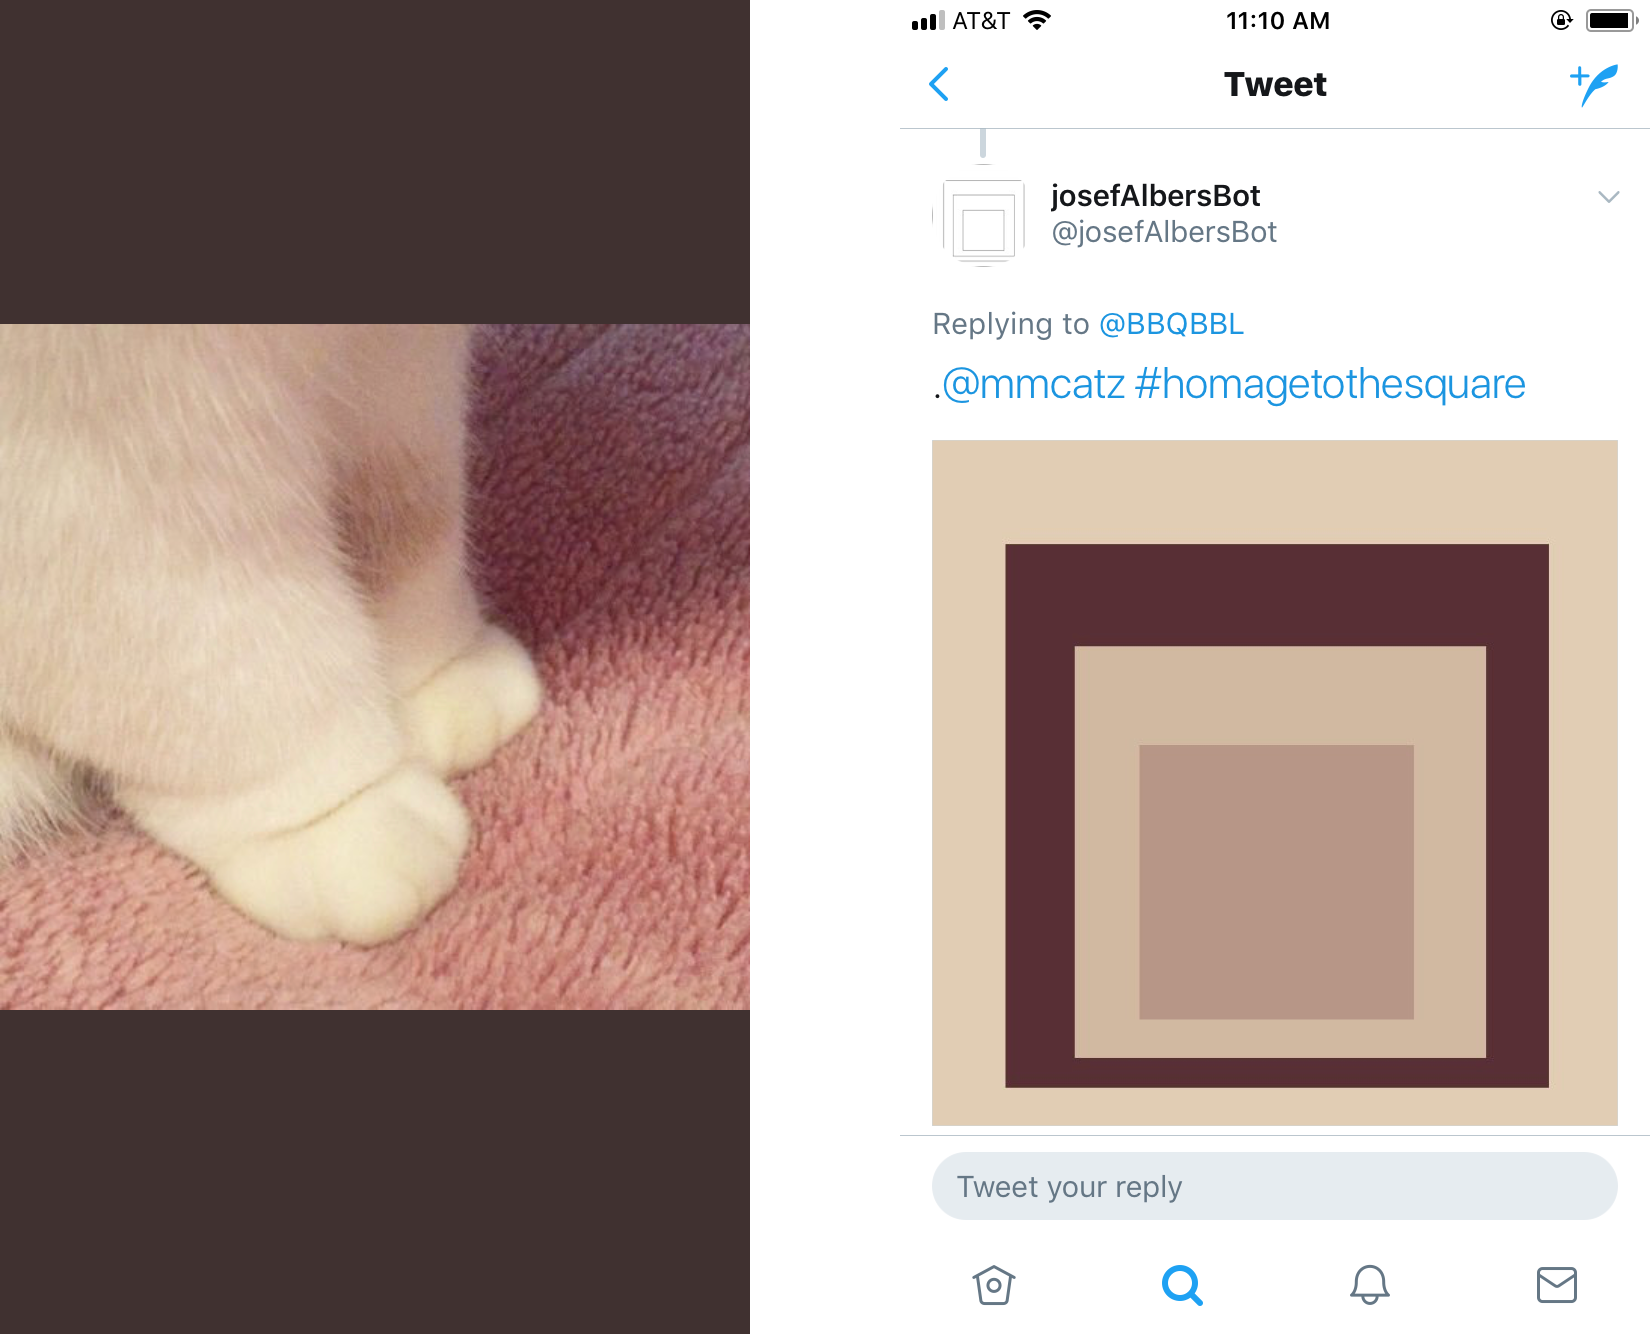 AT&T 11:10 AM
Tweet
josefAlbersBot
@josefAlbersBot
Replying to @BBQBBL
.@mmcatz #homagetothesquare
Tweet your reply